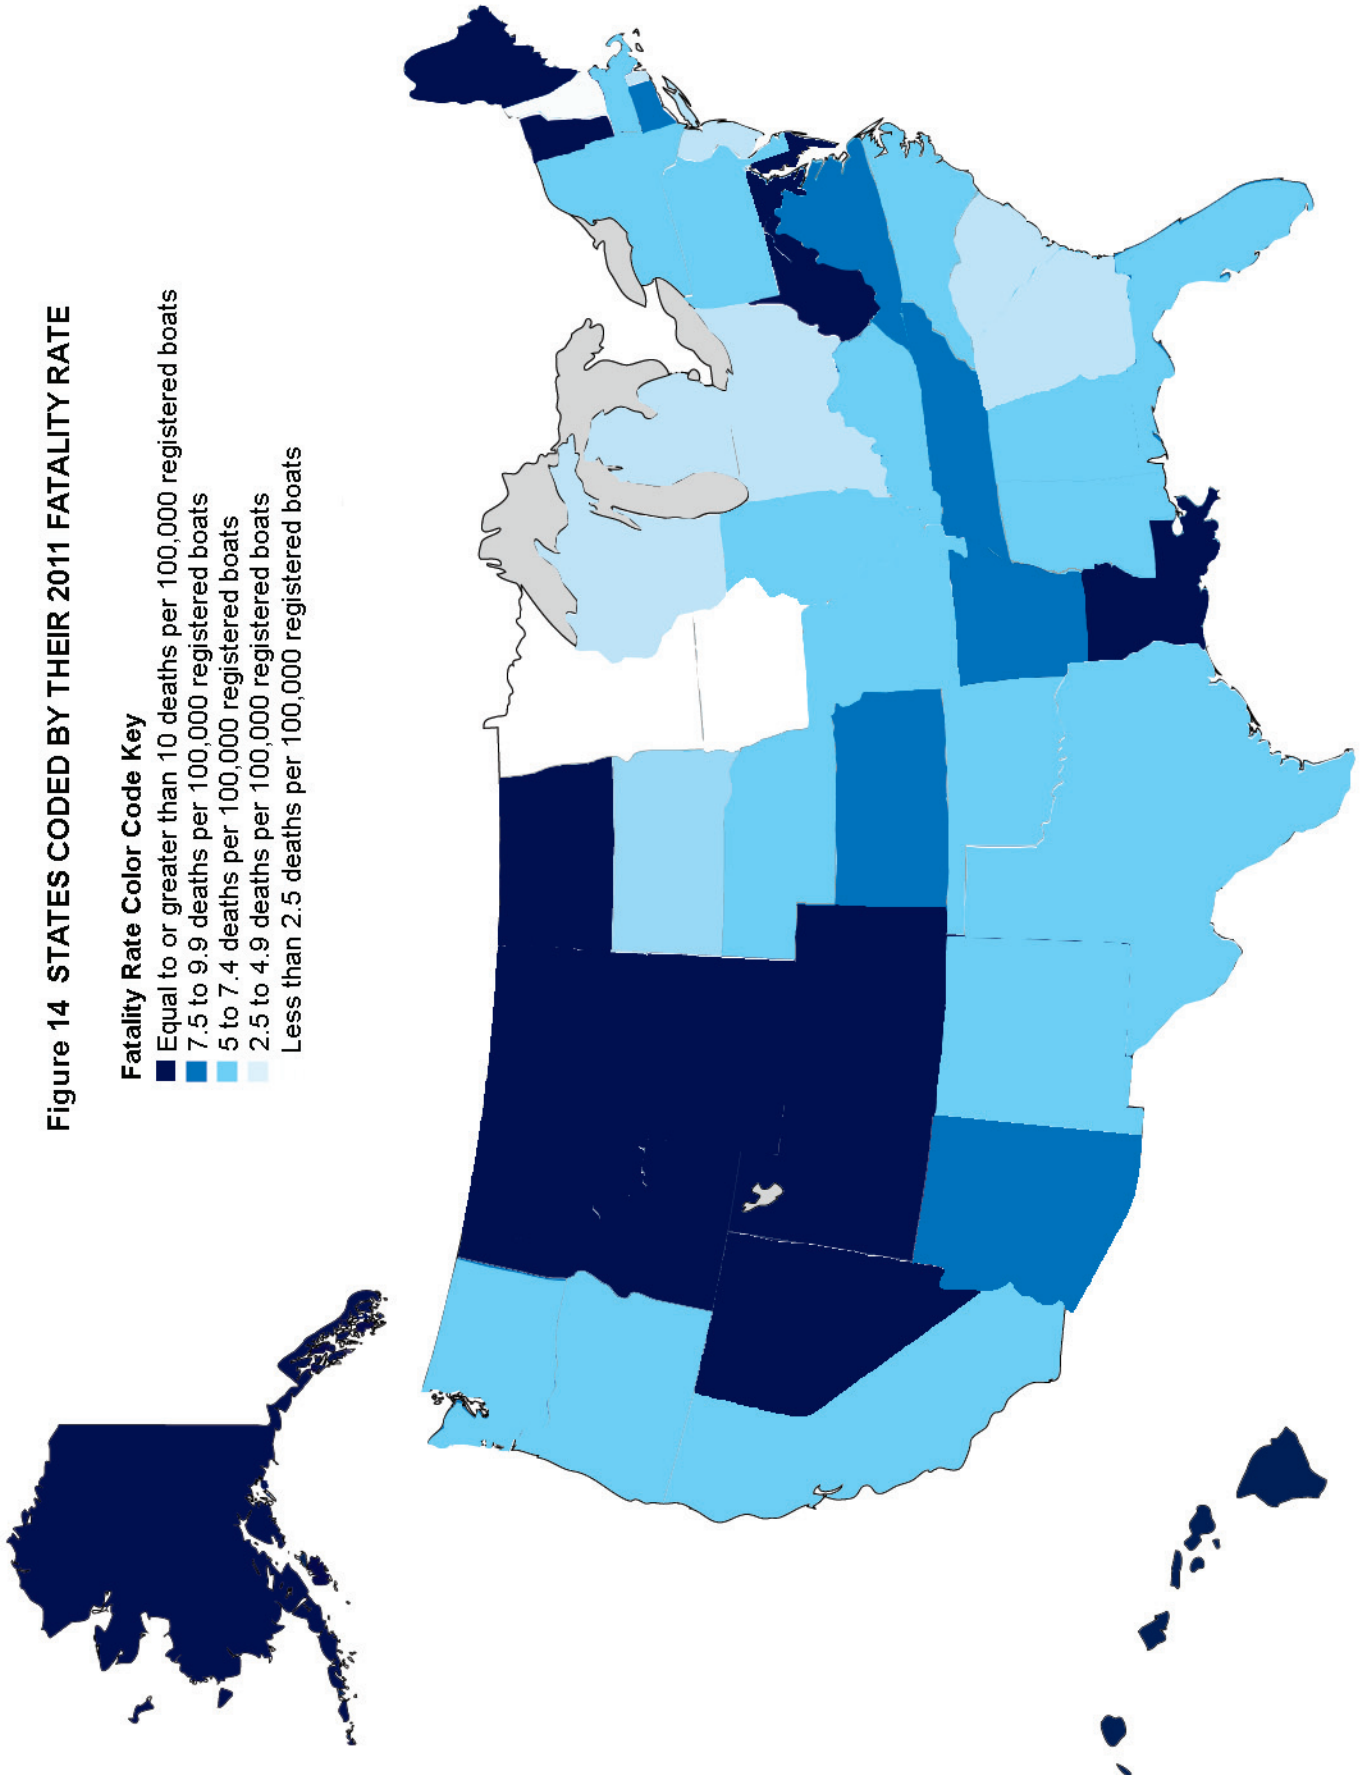 Figure 14 STATES CODED BY THEIR 2011 FATALITY RATE
Fatality Rate Color Code Key
Equal to or greater than 10 deaths per 100,000 registered boats
7.5 to 9.9 deaths per 100,000 registered boats
5 to 7.4 deaths per 100,000 registered boats
2.5 to 4.9 deaths per 100,000 registered boats
Less than 2.5 deaths per 100,000 registered boats